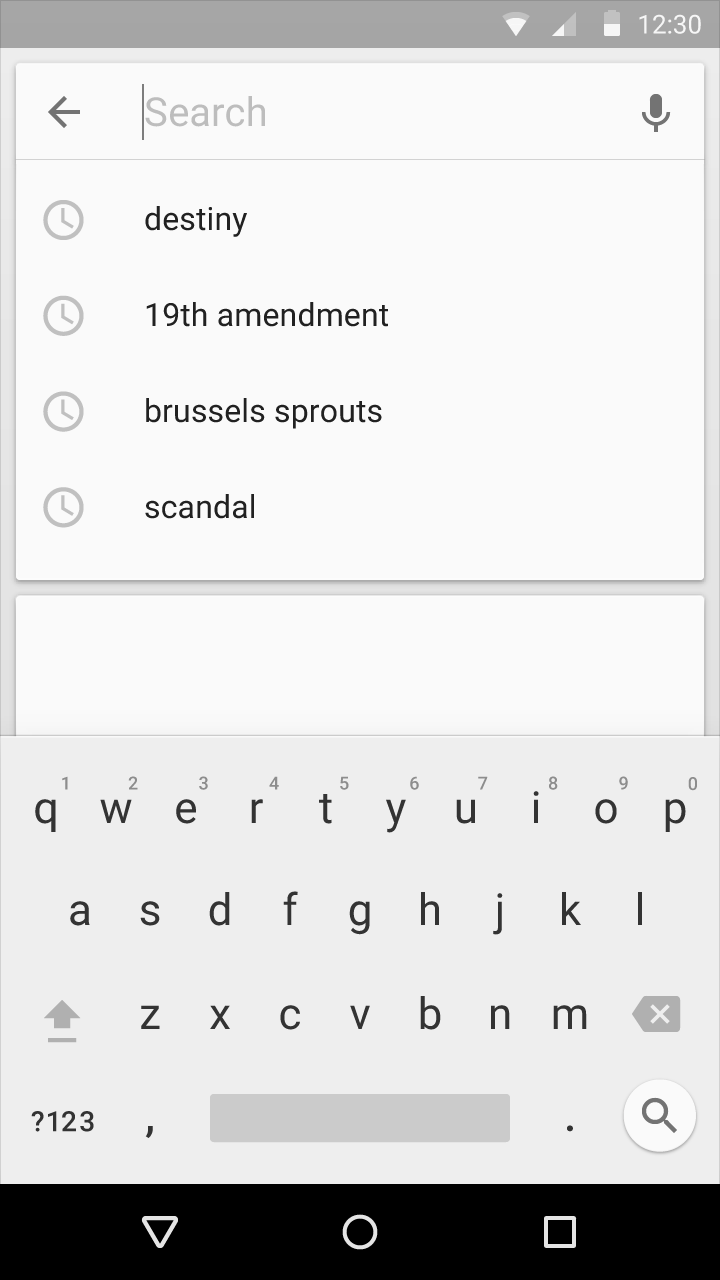 12:30
Search
destiny
19th amendment
brussels sprouts
scandal
1 2 3 4 5 6 7 8 9 0
q w e r t y u i o p
a s d f g h j k l
z x c v b n m
?123 , .